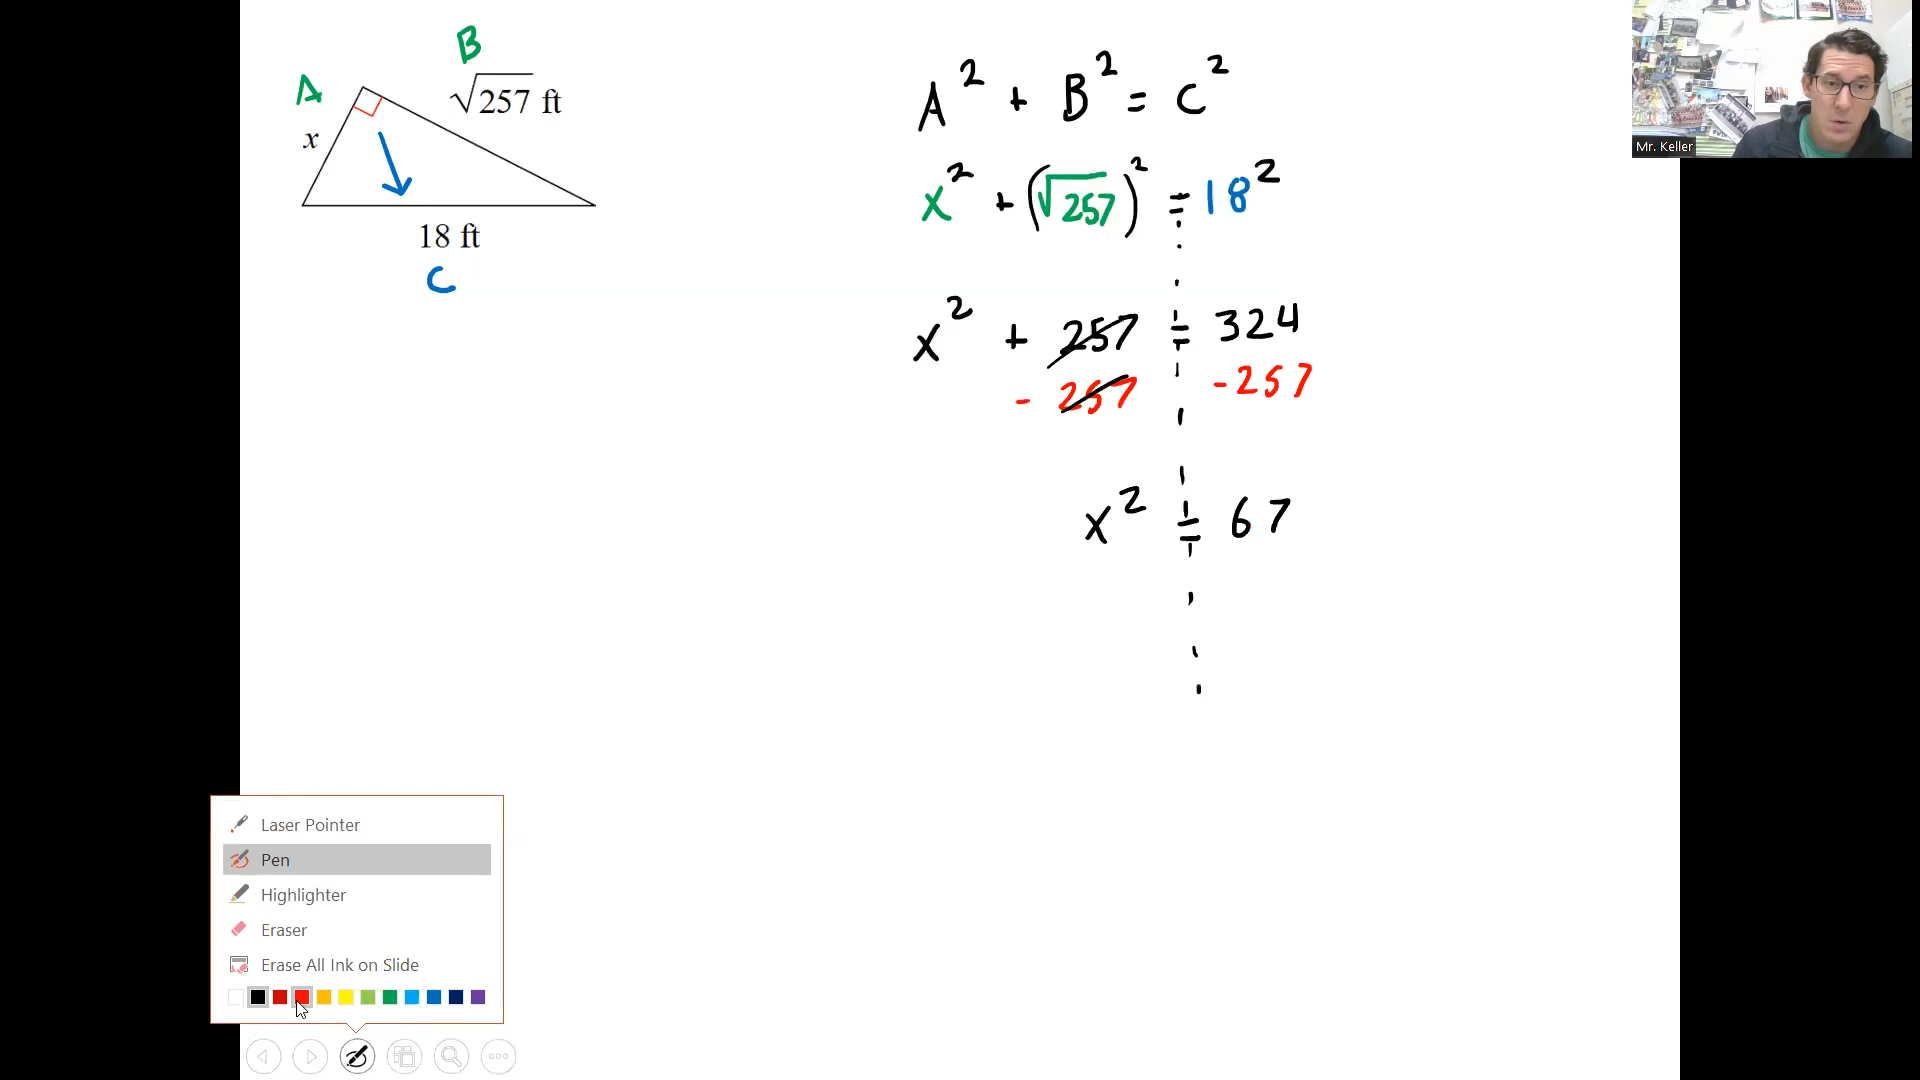 B
A
√257 ft
x
18 ft
C
A² + B² = C²
x² + (√257)² = 18²
x² + 257 = 324
- 257 -257
x² = 67
Mr. Keller
Laser Pointer
Pen
Highlighter
Eraser
Erase All Ink on Slide